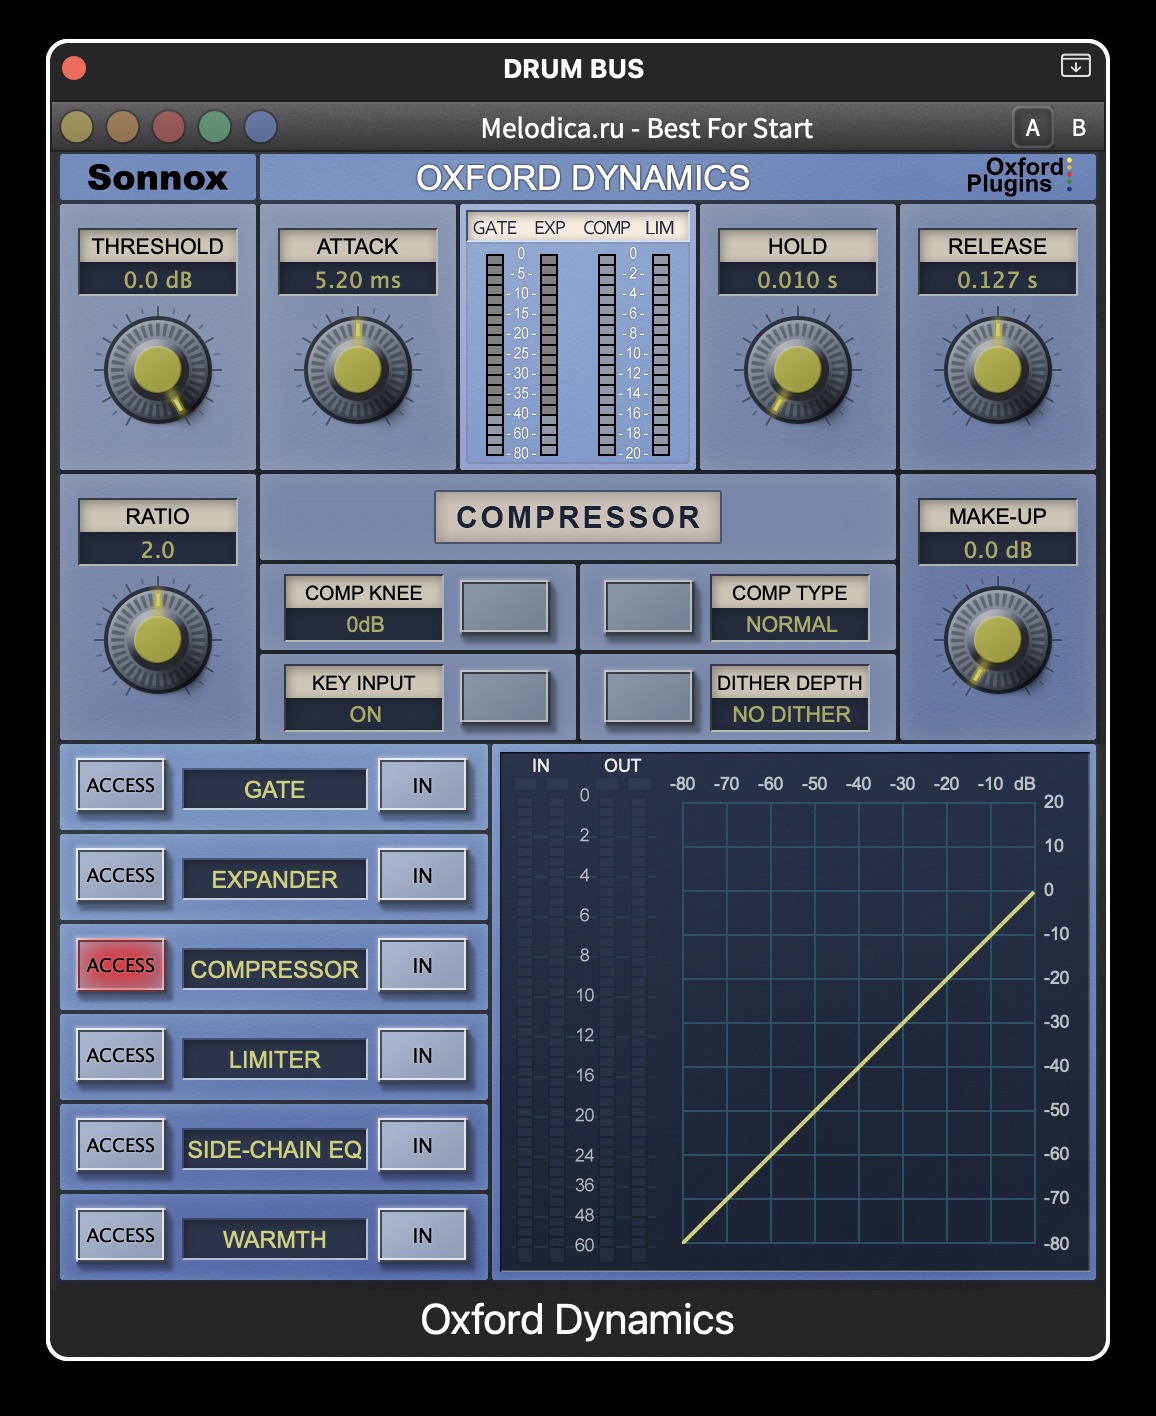 DRUM BUS
Melodica.ru - Best For Start
A
B
Sonnox
OXFORD DYNAMICS
Oxford
Plugins
THRESHOLD
0.0 dB
ATTACK
5.20 ms
GATE EXP COMP LIM
0 0
-5- -2-
-10- -4-
-15- -6-
-20- -8-
-25- -10-
-30- -12-
-35- -14-
-40- -16-
-60- -18-
-80- -20-
HOLD
0.010 s
RELEASE
0.127 s
RATIO
2.0
COMPRESSOR
MAKE-UP
0.0 dB
COMP KNEE
0dB
COMP TYPE
NORMAL
KEY INPUT
ON
DITHER DEPTH
NO DITHER
ACCESS GATE IN
ACCESS EXPANDER IN
ACCESS COMPRESSOR IN
ACCESS LIMITER IN
ACCESS SIDE-CHAIN EQ IN
ACCESS WARMTH IN
IN OUT
0
2
4
6
8
10
12
16
20
24
36
48
60
-80 -70 -60 -50 -40 -30 -20 -10 dB
20
10
0
-10
-20
-30
-40
-50
-60
-70
-80
Oxford Dynamics